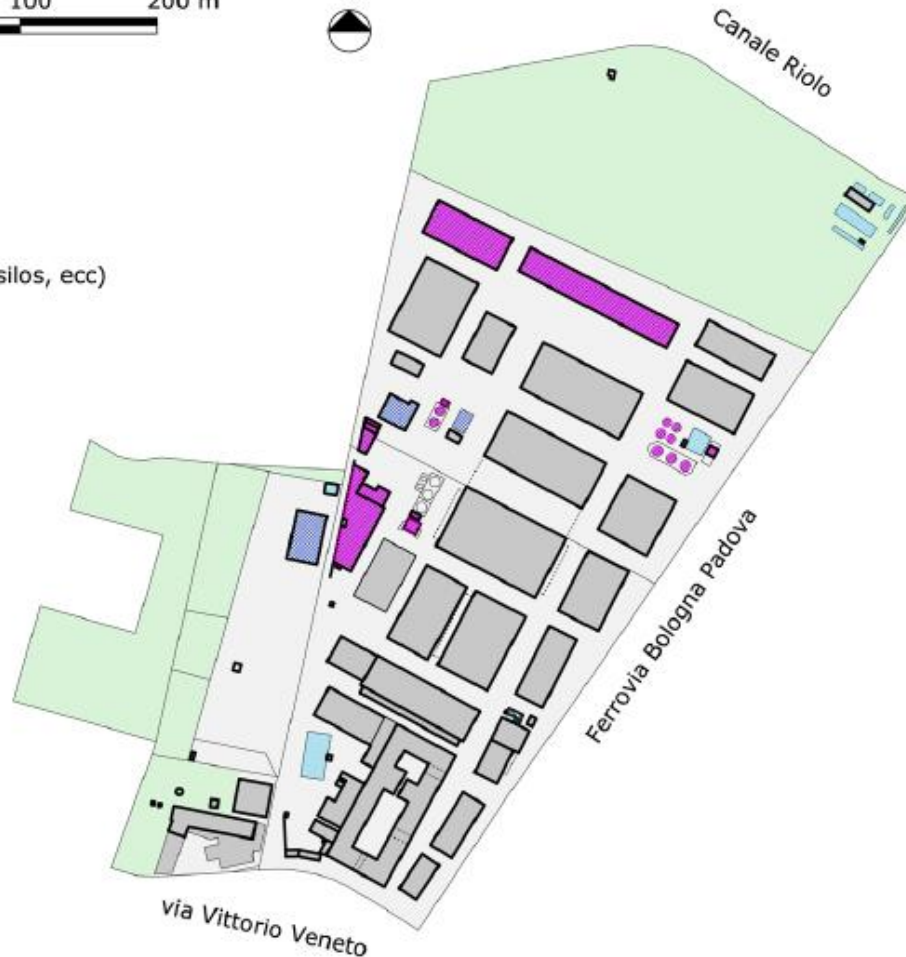 100 200 m
Canale Riolo
silos, ecc)
Ferrovia Bologna Padova
via Vittorio Veneto